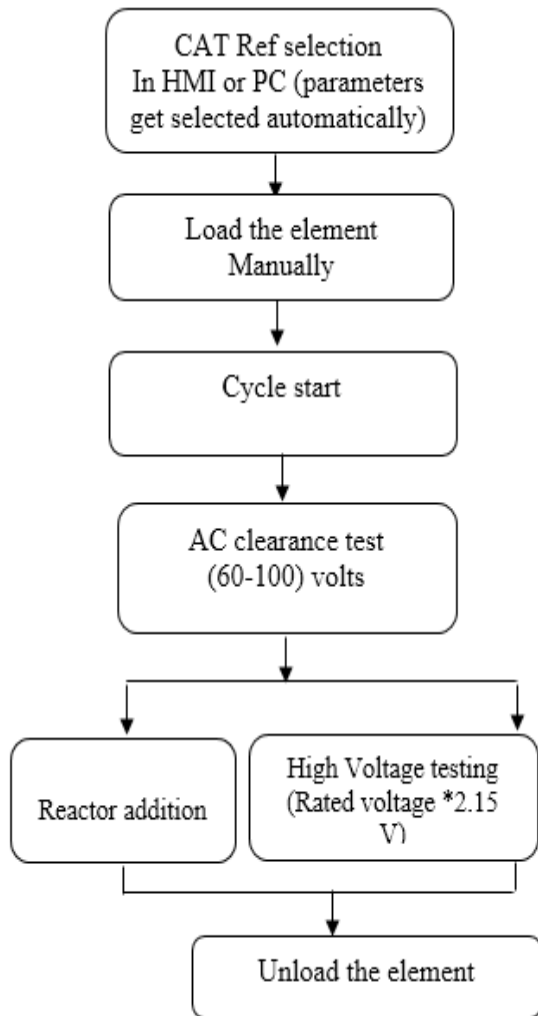 CAT Ref selection
In HMI or PC (parameters
get selected automatically)
Load the element
Manually
Cycle start
AC clearance test
(60-100) volts
Reactor addition
High Voltage testing
(Rated voltage *2.15
V)
Unload the element